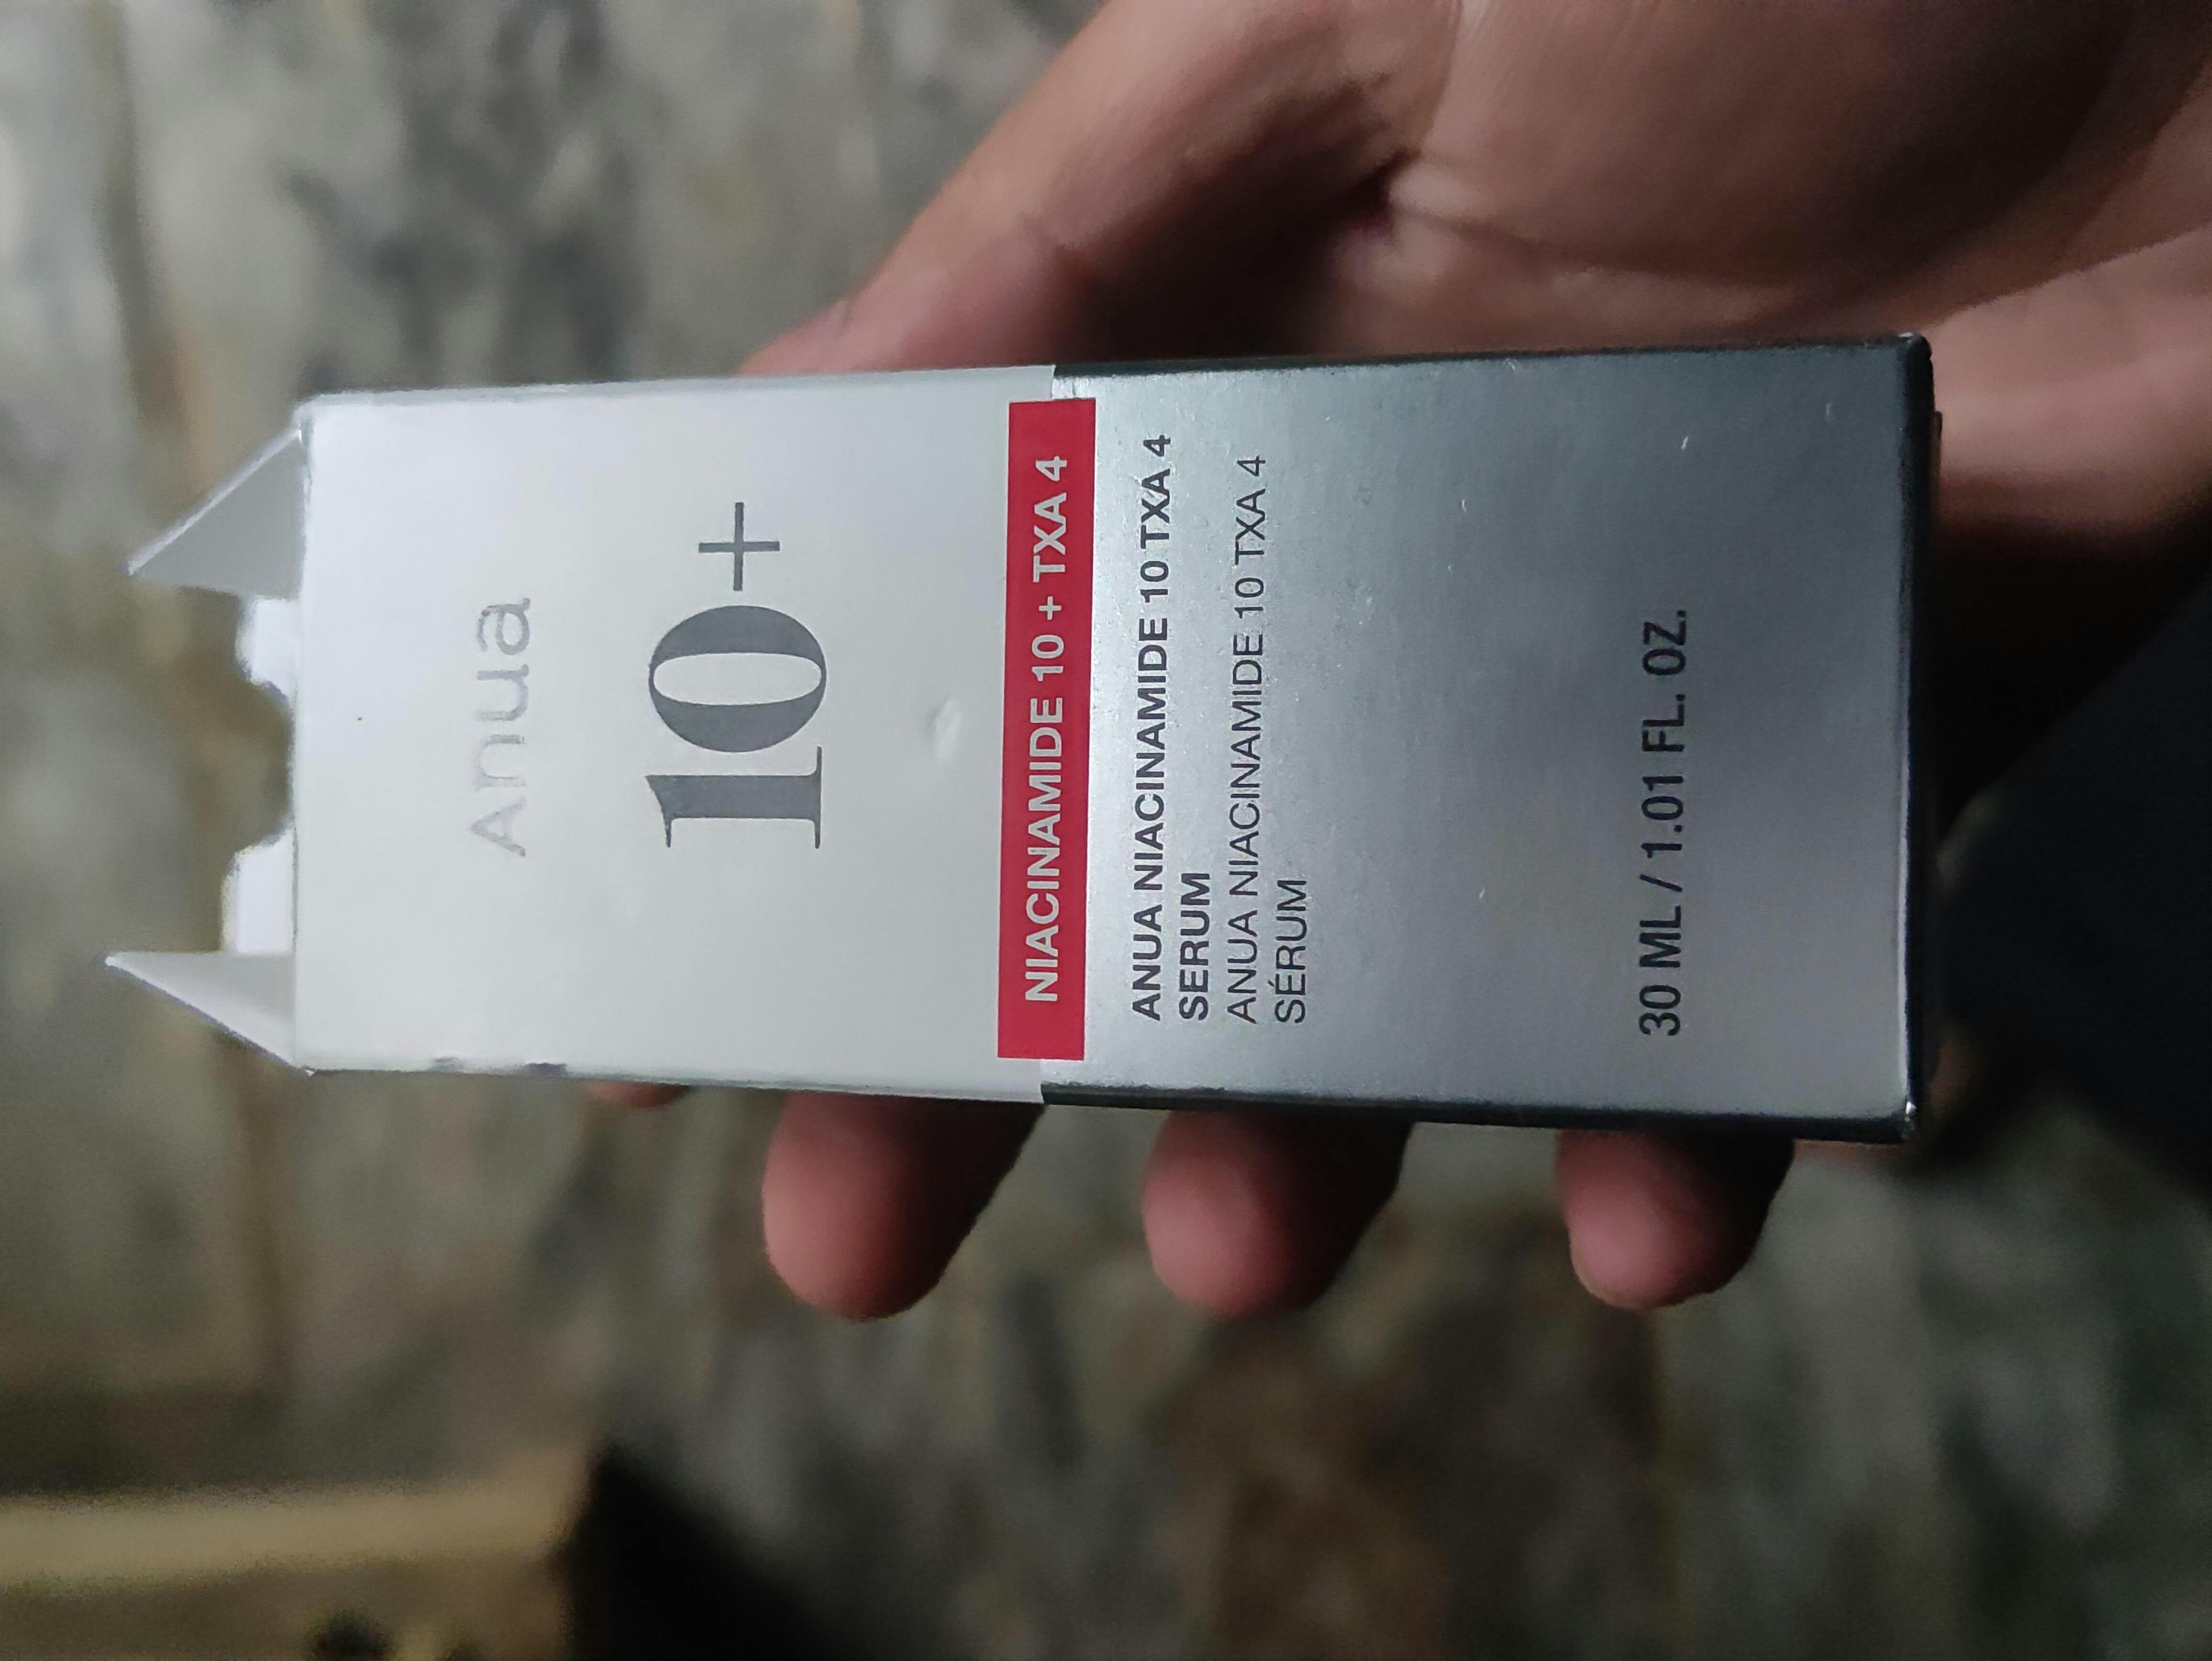 Anua
10+
NIACINAMIDE 10 + TXA 4
ANUA NIACINAMIDE 10 TXA 4
SERUM
ANUA NIACINAMIDE 10 TXA 4
SÉRUM
30 ML / 1.01 FL. OZ.